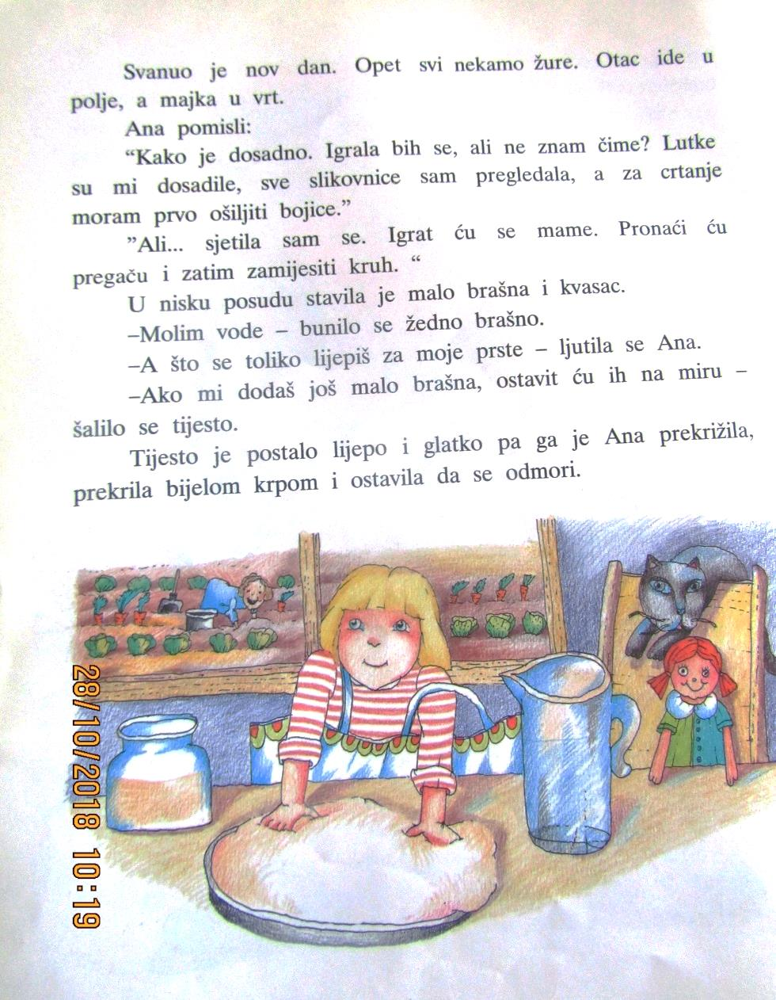 Svanuo je nov dan. Opet svi nekamo žure. Otac ide u
polje, a majka u vrt.
Ana pomisli:
“Kako je dosadno. Igrala bih se, ali ne znam čime? Lutke
su mi dosadile, sve slikovnice sam pregledala, a za crtanje
moram prvo ošiljiti bojice.”
”Ali... sjetila sam se. Igrat ću se mame. Pronaći ću
pregaču i zatim zamijesiti kruh. “
U nisku posudu stavila je malo brašna i kvasac.
–Molim vode – bunilo se žedno brašno.
–A što se toliko lijepiš za moje prste – ljutila se Ana.
–Ako mi dodaš još malo brašna, ostavit ću ih na miru –
šalilo se tijesto.
Tijesto je postalo lijepo i glatko pa ga je Ana prekrižila,
prekrila bijelom krpom i ostavila da se odmori.
28/10/2018 10:19